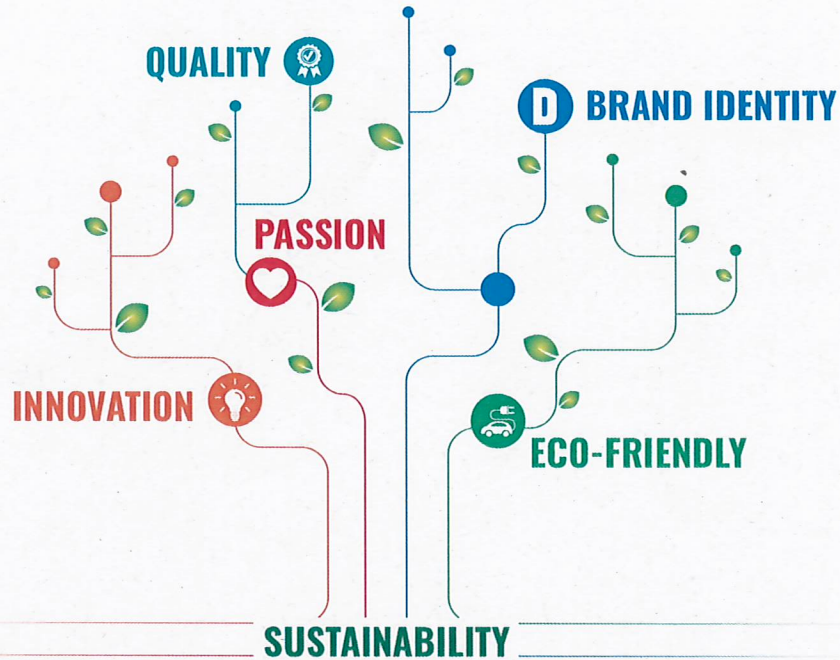 QUALITY
D BRAND IDENTITY
PASSION
INNOVATION
ECO-FRIENDLY
SUSTAINABILITY